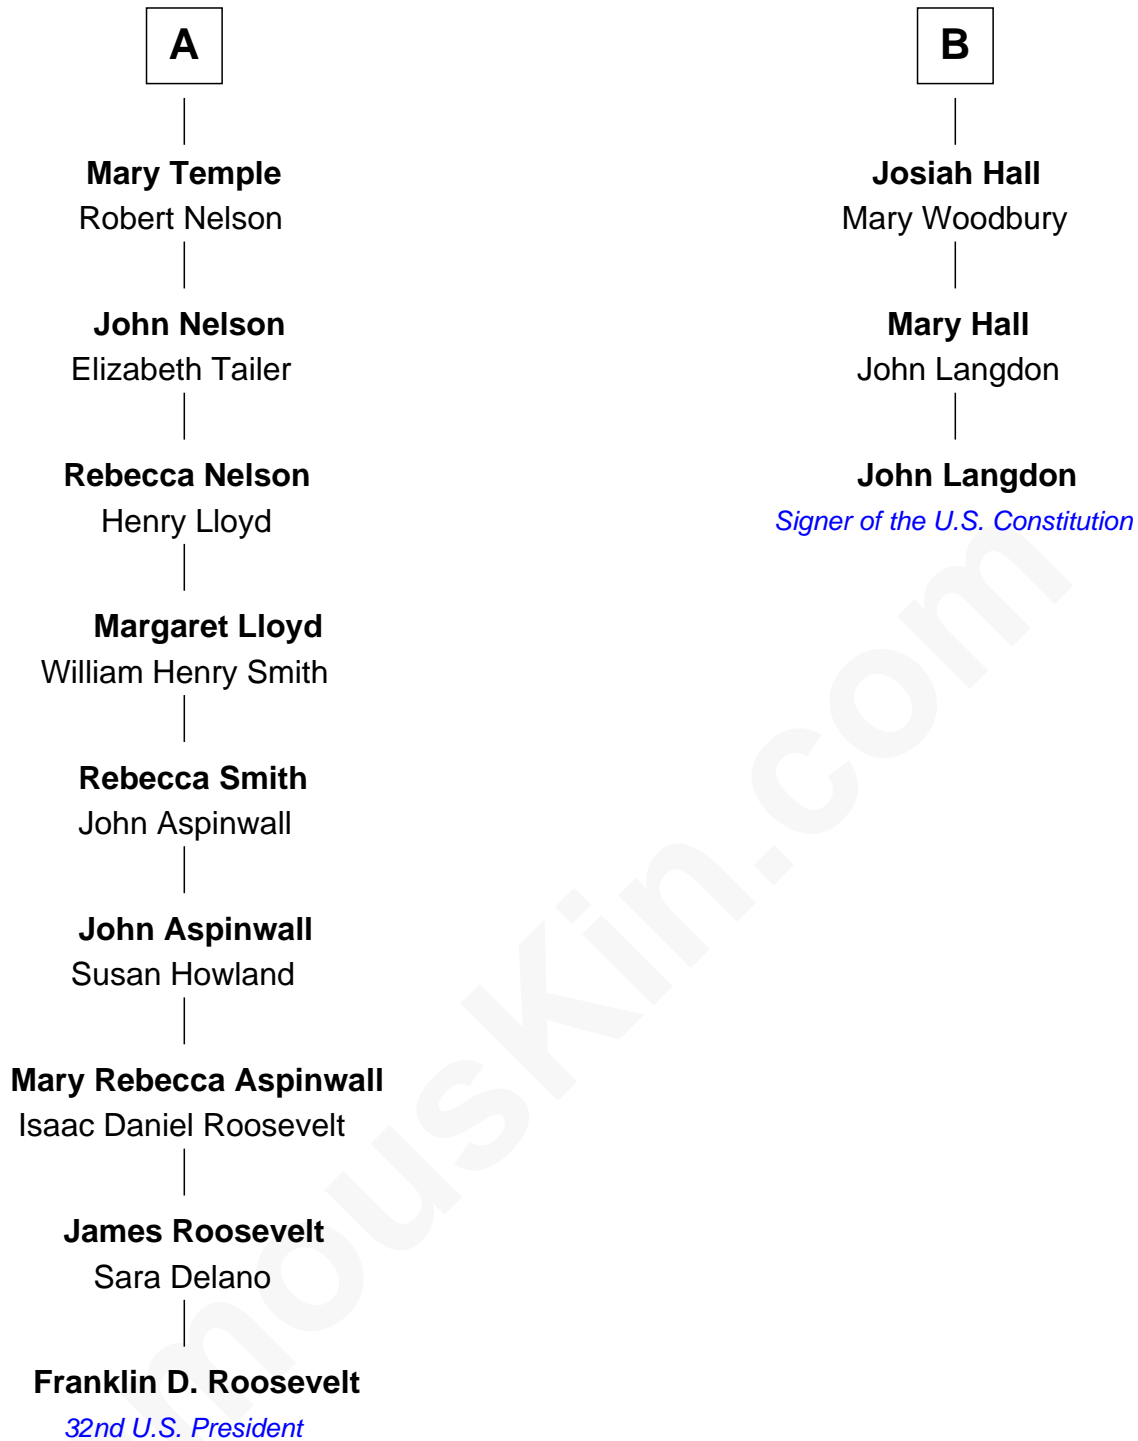 A
Mary Temple
Robert Nelson
John Nelson
Elizabeth Tailer
Rebecca Nelson
Henry Lloyd
Margaret Lloyd
William Henry Smith
Rebecca Smith
John Aspinwall
John Aspinwall
Susan Howland
Mary Rebecca Aspinwall
Isaac Daniel Roosevelt
James Roosevelt
Sara Delano
Franklin D. Roosevelt
32nd U.S. President
B
Josiah Hall
Mary Woodbury
Mary Hall
John Langdon
John Langdon
Signer of the U.S. Constitution
mousKin.com